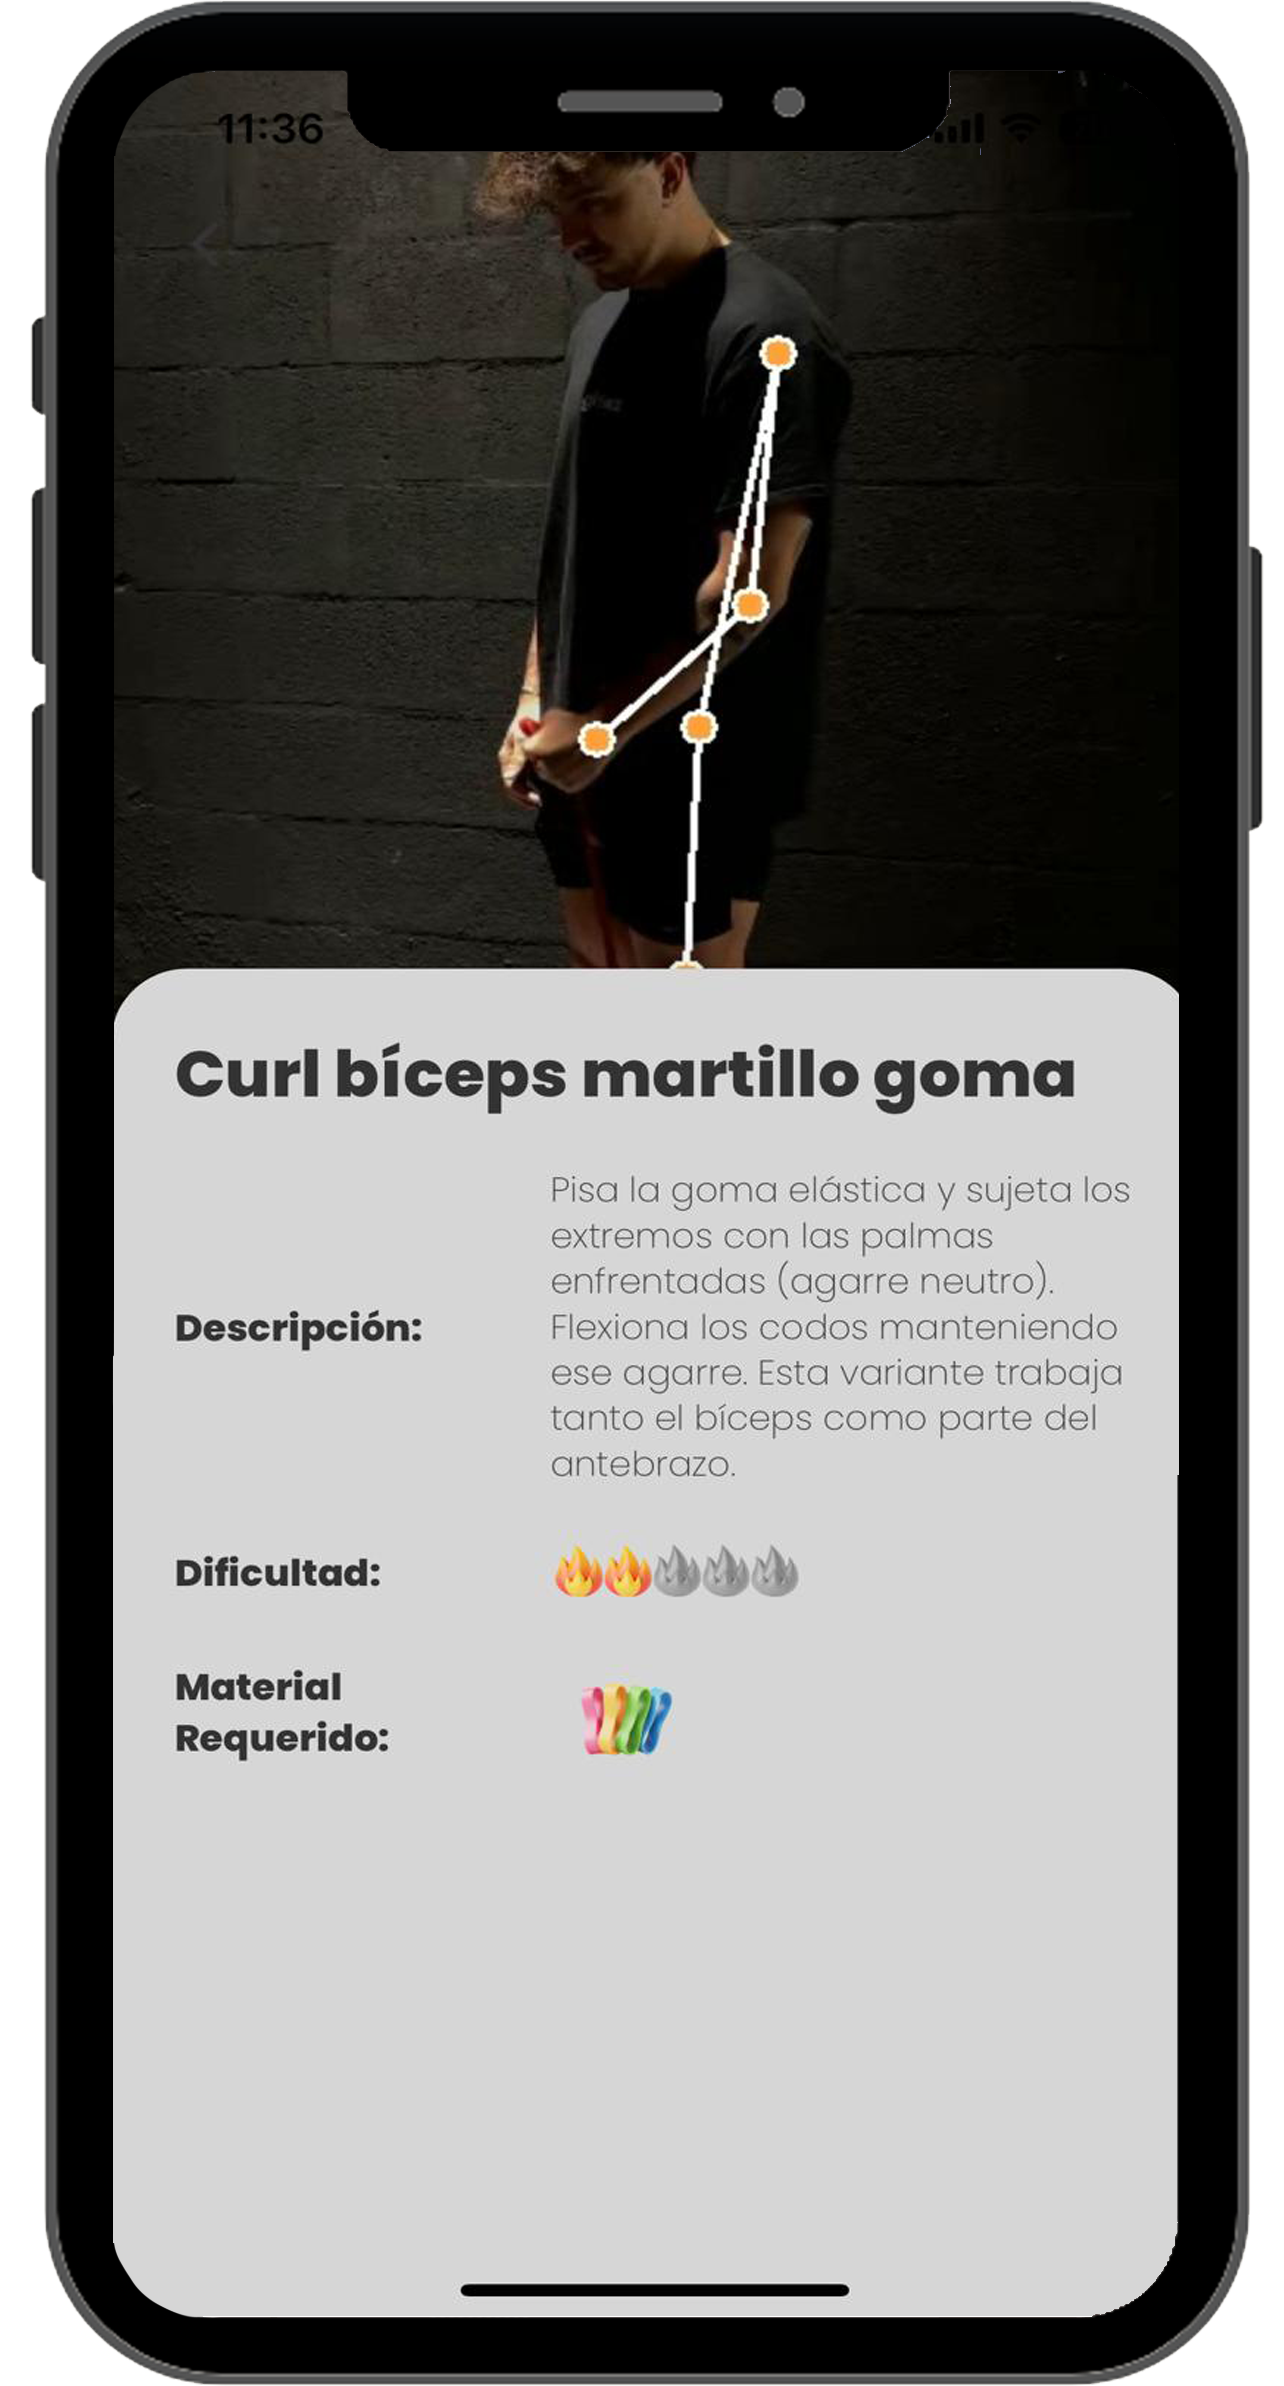 11:36
Curl bíceps martillo goma
Descripción:
Pisa la goma elástica y sujeta los
extremos con las palmas
enfrentadas (agarre neutro).
Flexiona los codos manteniendo
ese agarre. Esta variante trabaja
tanto el bíceps como parte del
antebrazo.
Dificultad:
Material
Requerido: